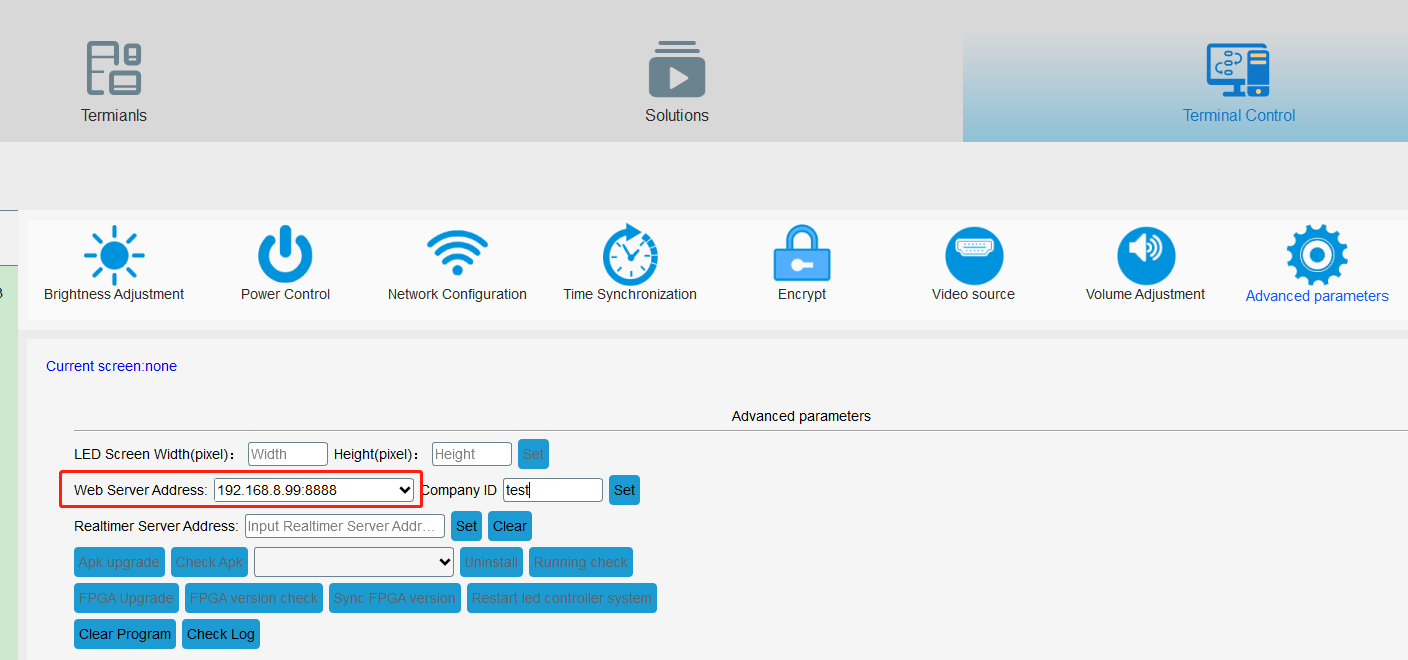 Termianls
Solutions
Terminal Control
Brightness Adjustment
Power Control
Network Configuration
Time Synchronization
Encrypt
Video source
Volume Adjustment
Advanced parameters
Current screen:none
Advanced parameters
LED Screen Width(pixel)： Width Height(pixel)： Height Set
Web Server Address: 192.168.8.99:8888 Company ID test Set
Realtimer Server Address: Input Realtimer Server Addr... Set Clear
Apk upgrade Check Apk Uninstall Running check
FPGA Upgrade FPGA version check Sync FPGA version Restart led controller system
Clear Program Check Log